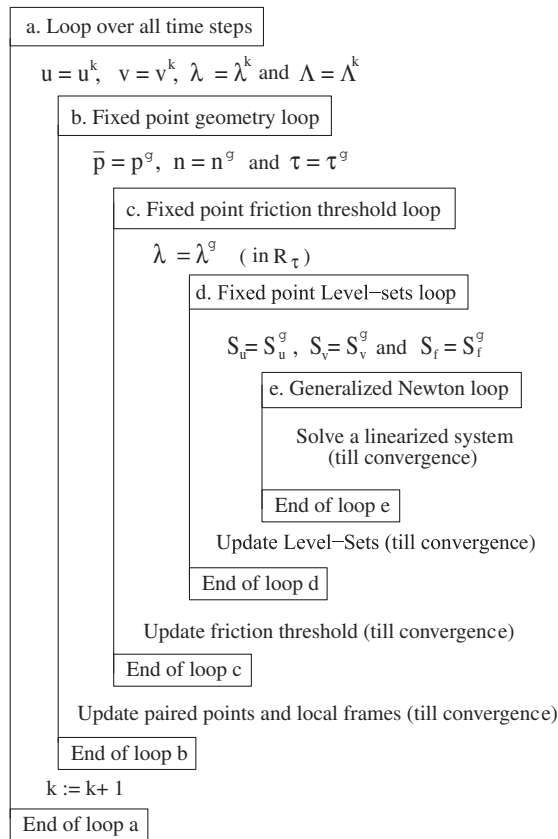 a. Loop over all time steps
u = u^k, v = v^k, λ = λ^k and Λ = Λ^k
b. Fixed point geometry loop
p̅ = p^g, n = n^g and τ = τ^g
c. Fixed point friction threshold loop
λ = λ^g ( in R_τ )
d. Fixed point Level−sets loop
S_u = S_u^g , S_v = S_v^g and S_f = S_f^g
e. Generalized Newton loop
Solve a linearized system
(till convergence)
End of loop e
Update Level−Sets (till convergence)
End of loop d
Update friction threshold (till convergence)
End of loop c
Update paired points and local frames (till convergence)
End of loop b
k := k+ 1
End of loop a